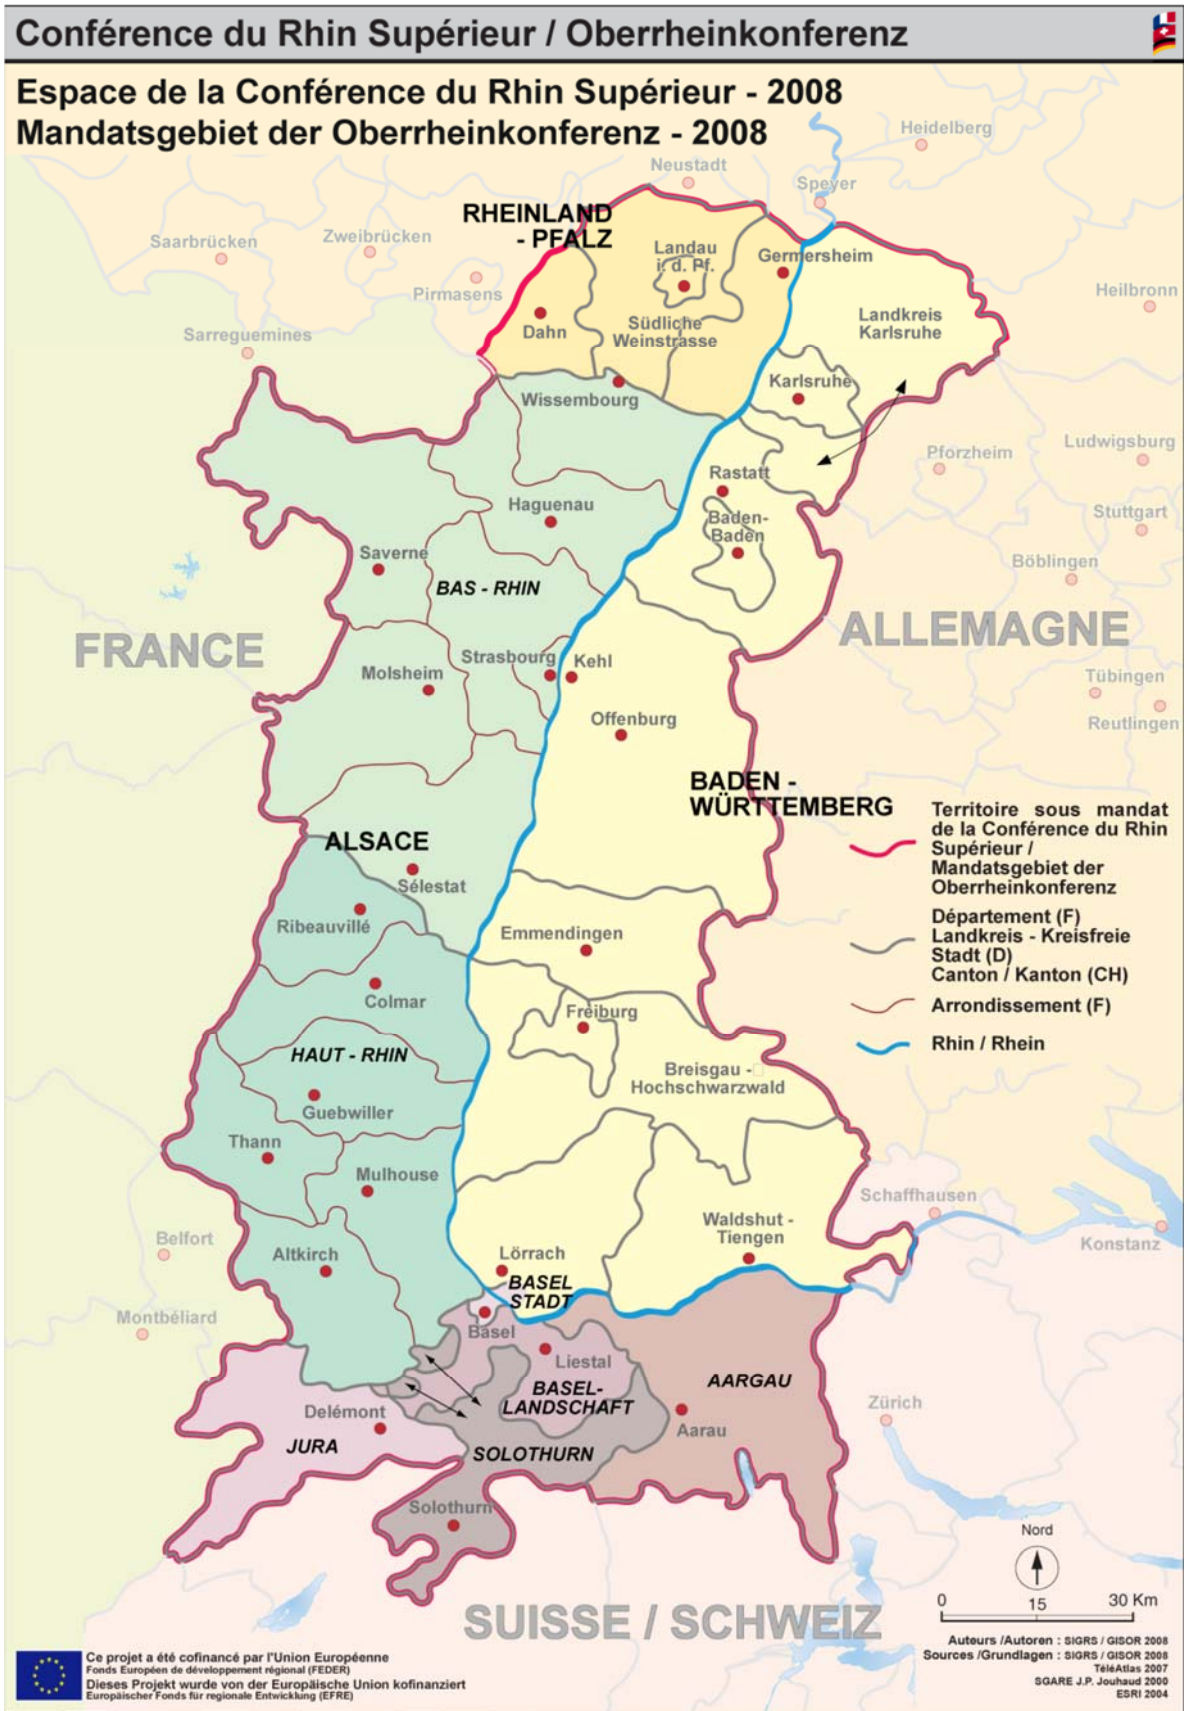 Conférence du Rhin Supérieur / Oberrheinkonferenz
Espace de la Conférence du Rhin Supérieur - 2008
Mandatsgebiet der Oberrheinkonferenz - 2008
Heidelberg
Neustadt
Speyer
RHEINLAND
- PFALZ
Saarbrücken
Zweibrücken
Landau
i. d. Pf.
Germersheim
Pirmasens
Heilbronn
Sarreguemines
Dahn
Südliche
Weinstrasse
Landkreis
Karlsruhe
Karlsruhe
Wissembourg
Pforzheim
Ludwigsburg
Rastatt
Haguenau
Baden-
Baden
Stuttgart
Saverne
Böblingen
BAS - RHIN
FRANCE
ALLEMAGNE
Strasbourg
Kehl
Molsheim
Tübingen
Reutlingen
Offenburg
BADEN -
WÜRTTEMBERG
Territoire sous mandat
de la Conférence du Rhin
Supérieur /
Mandatsgebiet der
Oberrheinkonferenz
ALSACE
Sélestat
Ribeauvillé
Emmendingen
Département (F)
Landkreis - Kreisfreie
Stadt (D)
Canton / Kanton (CH)
Colmar
Freiburg
Arrondissement (F)
HAUT - RHIN
Rhin / Rhein
Breisgau -
Hochschwarzwald
Guebwiller
Thann
Mulhouse
Schaffhausen
Waldshut -
Tiengen
Belfort
Konstanz
Altkirch
Lörrach
BASEL
STADT
Montbéliard
Basel
Liestal
BASEL-
LANDSCHAFT
AARGAU
Delémont
Zürich
JURA
Aarau
SOLOTHURN
Solothurn
Nord
0 15 30 Km
SUISSE / SCHWEIZ
Auteurs /Autoren : SIGRS / GISOR 2008
Sources /Grundlagen : SIGRS / GISOR 2008
TéléAtlas 2007
SGARE J.P. Jouhaud 2000
ESRI 2004
Ce projet a été cofinancé par l'Union Européenne
Fonds Européen de développement régional (FEDER)
Dieses Projekt wurde von der Europäische Union kofinanziert
Europäischer Fonds für regionale Entwicklung (EFRE)